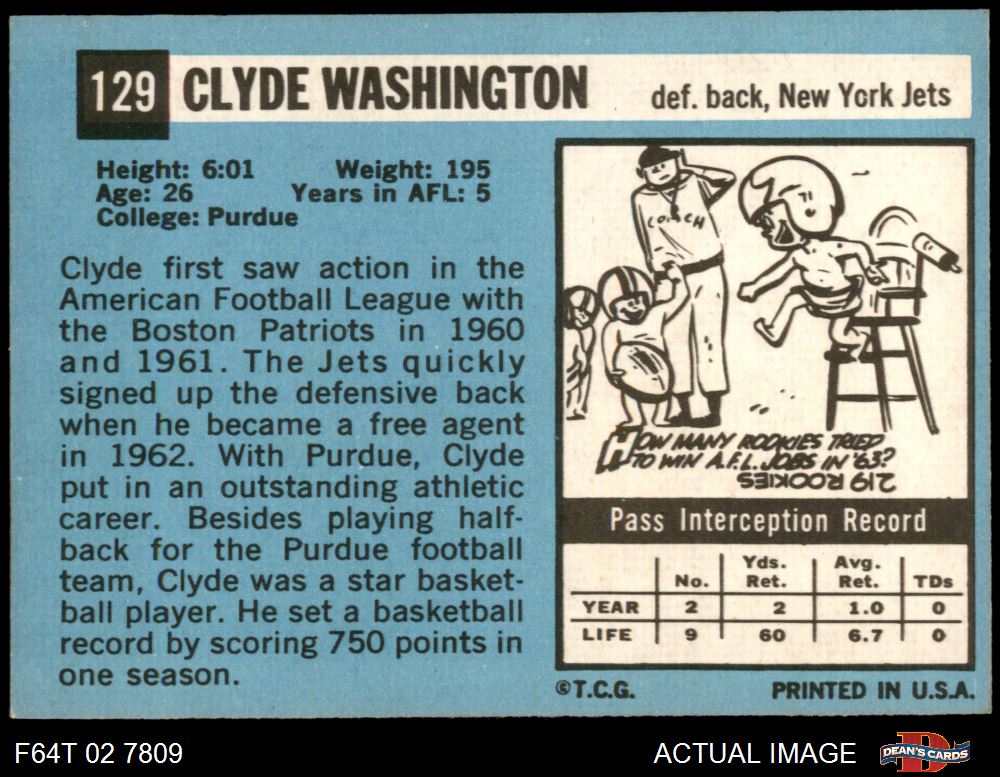 129 CLYDE WASHINGTON def. back, New York Jets
Height: 6:01 Weight: 195
Age: 26 Years in AFL: 5
College: Purdue
Clyde first saw action in the
American Football League with
the Boston Patriots in 1960
and 1961. The Jets quickly
signed up the defensive back
when he became a free agent
in 1962. With Purdue, Clyde
put in an outstanding athletic
career. Besides playing half-
back for the Purdue football
team, Clyde was a star basket-
ball player. He set a basketball
record by scoring 750 points in
one season.
COACH
HOW MANY ROOKIES TRIED
TO WIN A.F.L. JOBS IN '63?
219 ROOKIES
Pass Interception Record
No. Yds. Ret. Avg. Ret. TDs
YEAR 2 2 1.0 0
LIFE 9 60 6.7 0
©T.C.G. PRINTED IN U.S.A.
F64T 02 7809 ACTUAL IMAGE
DEAN'S CARDS